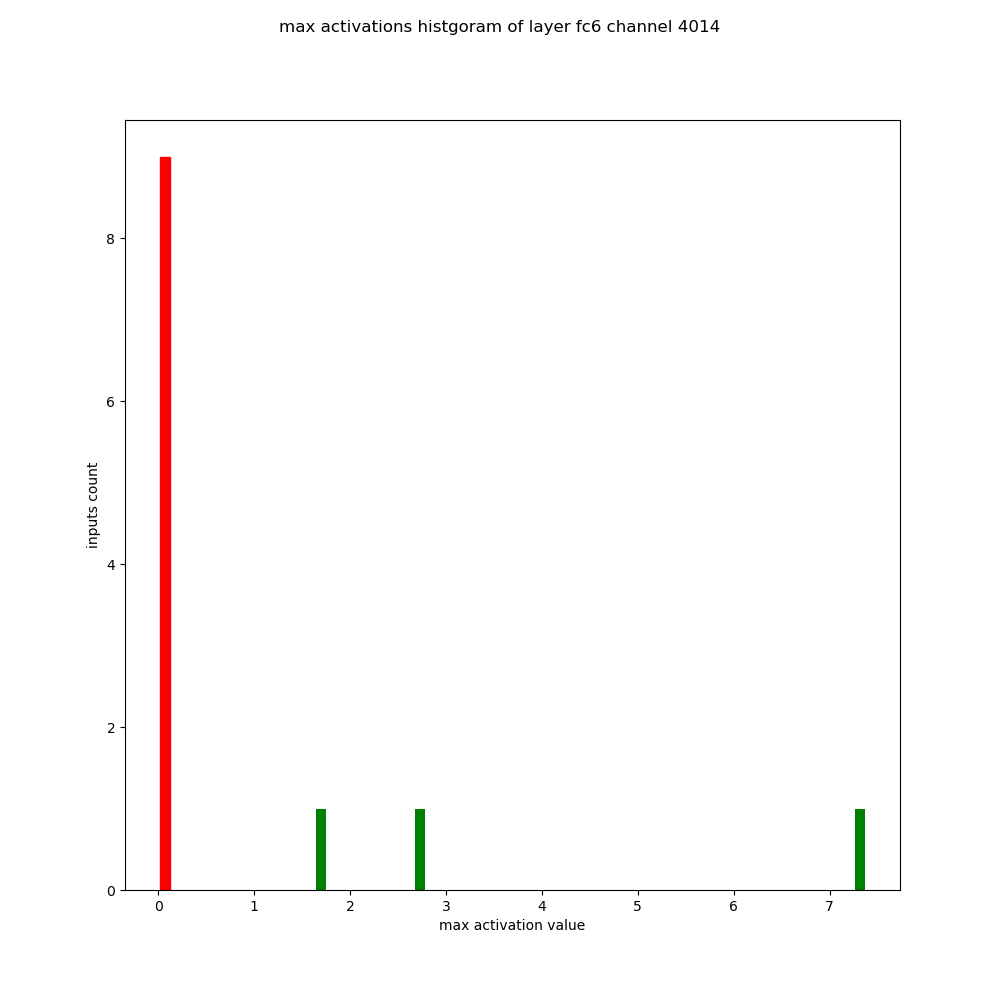 max activations histgoram of layer fc6 channel 4014
8
6
4
2
0
inputs count
0 1 2 3 4 5 6 7
max activation value